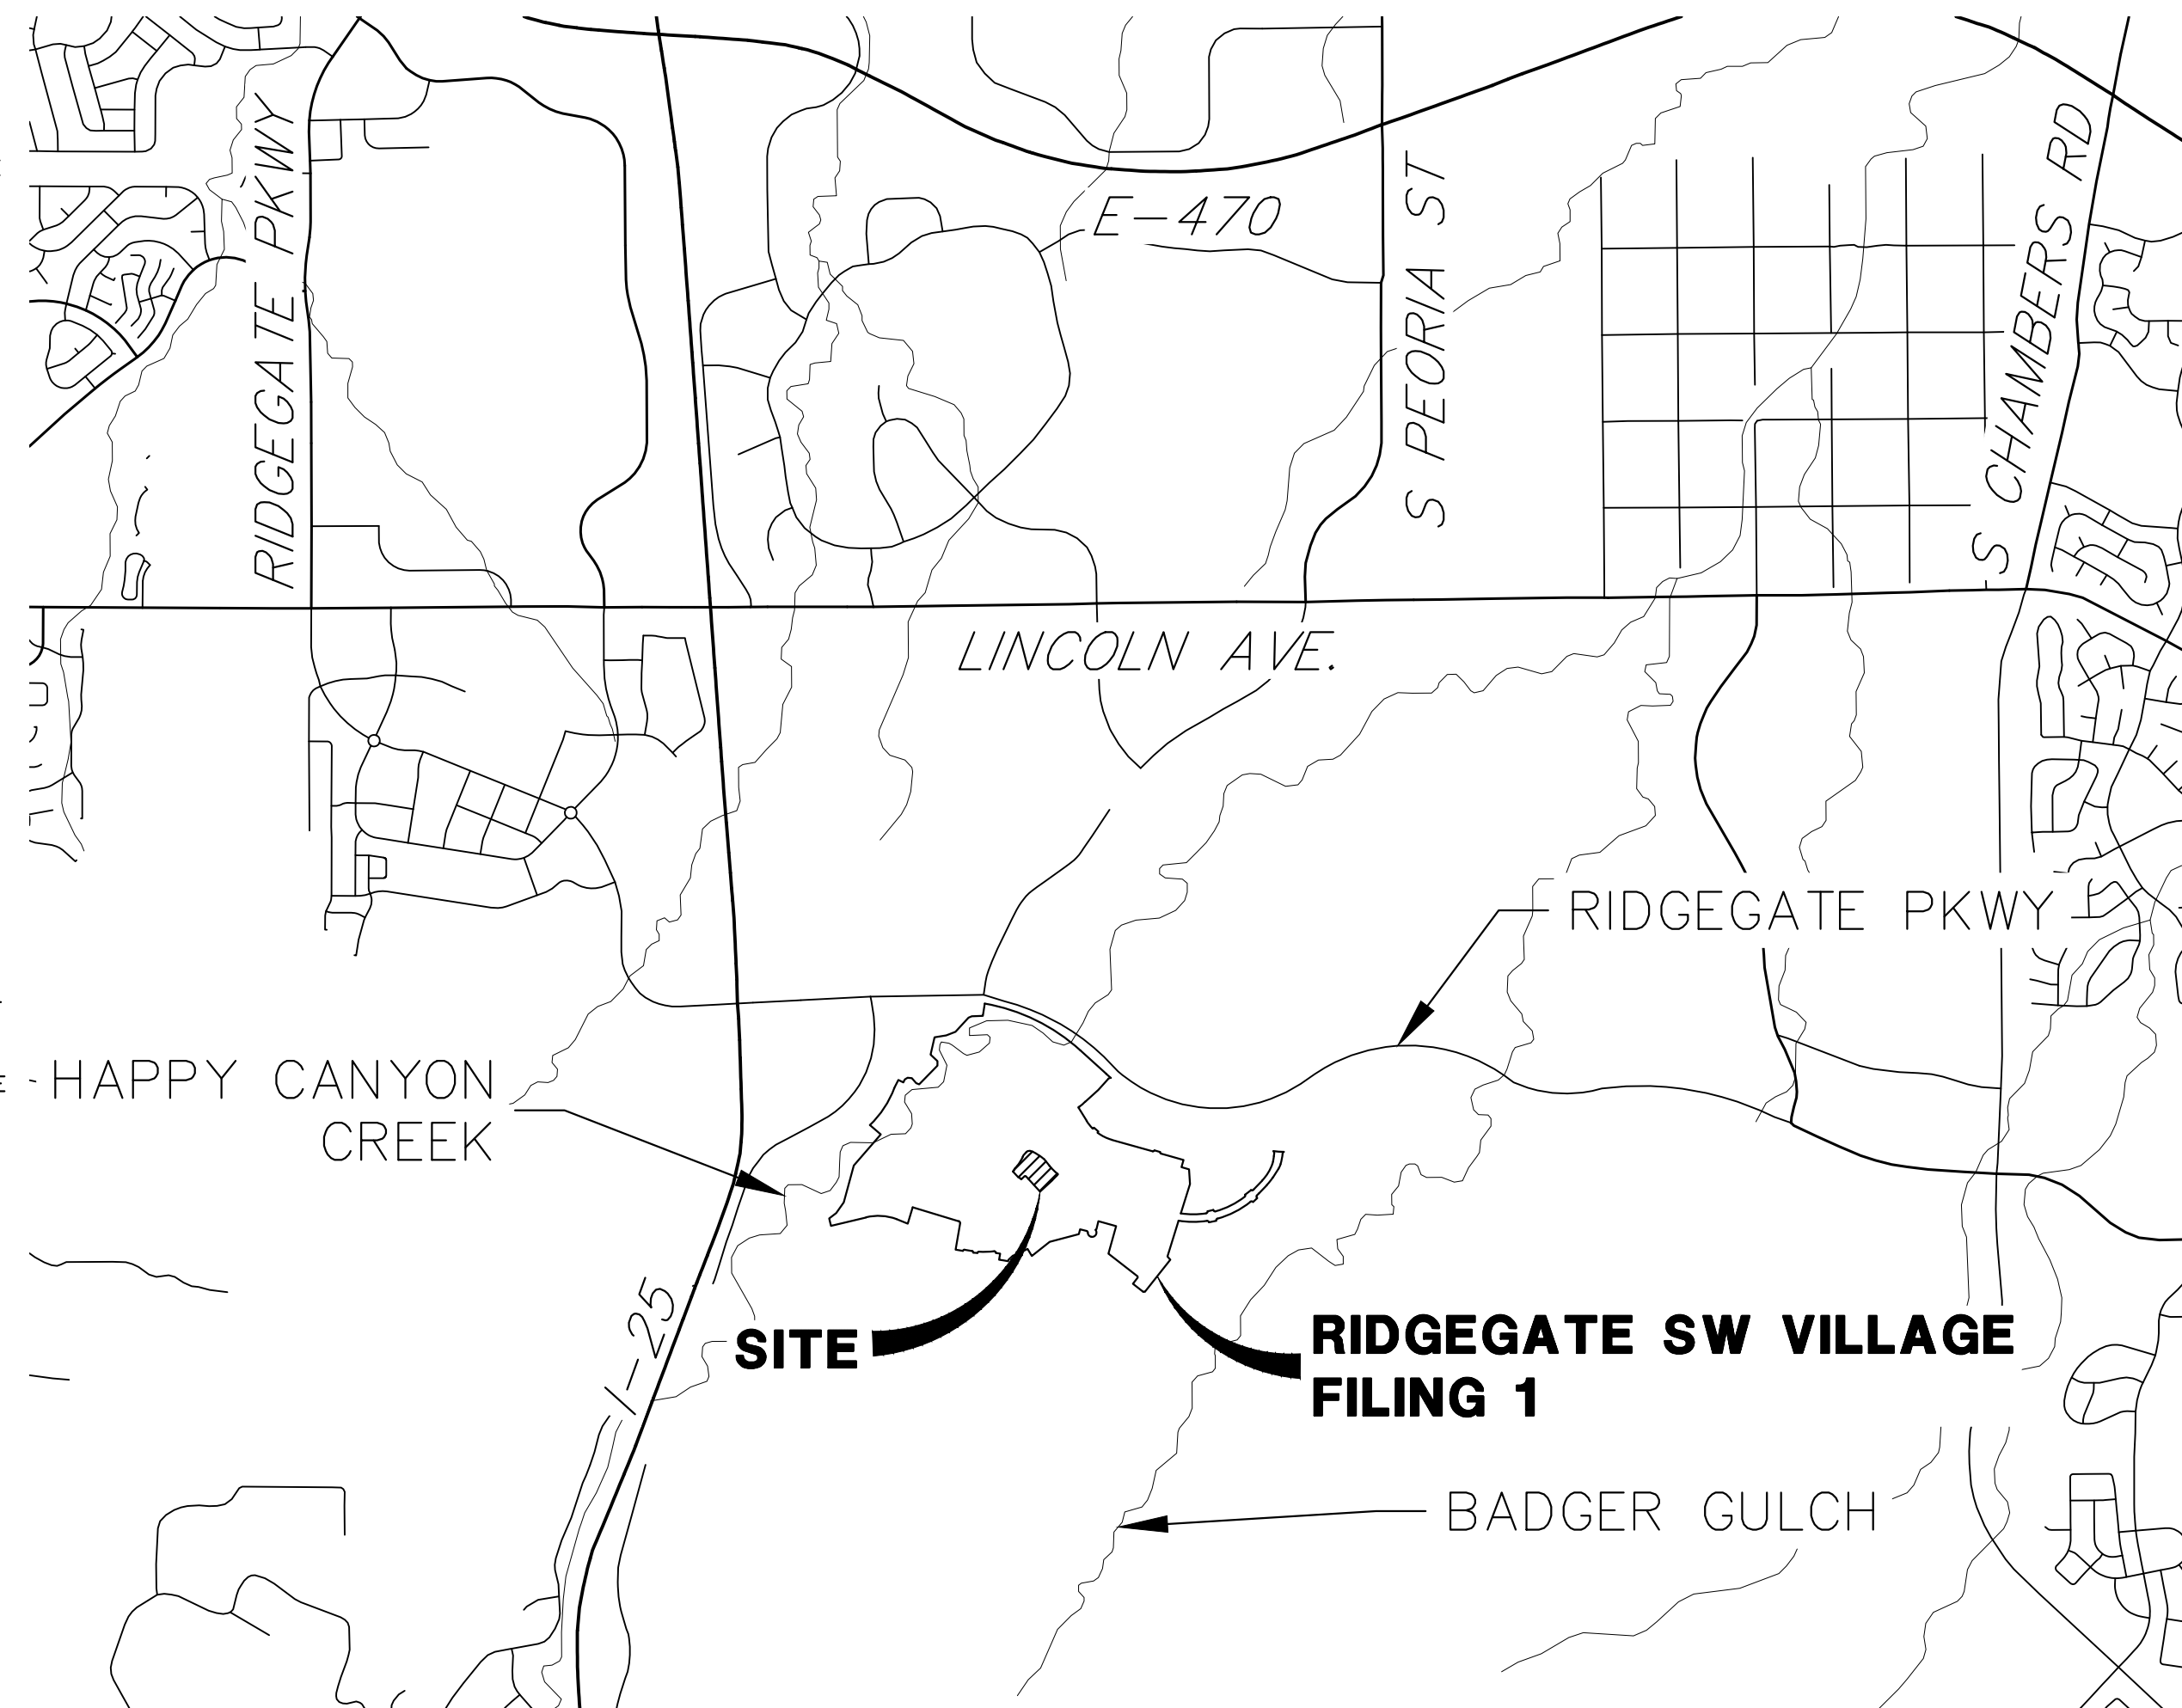 RIDGEGATE PKWY
E-470
S PEORIA ST
S CHAMBERS RD
LINCOLN AVE.
RIDGEGATE PKWY
HAPPY CANYON
CREEK
I-25
SITE
RIDGEGATE SW VILLAGE
FILING 1
BADGER GULCH